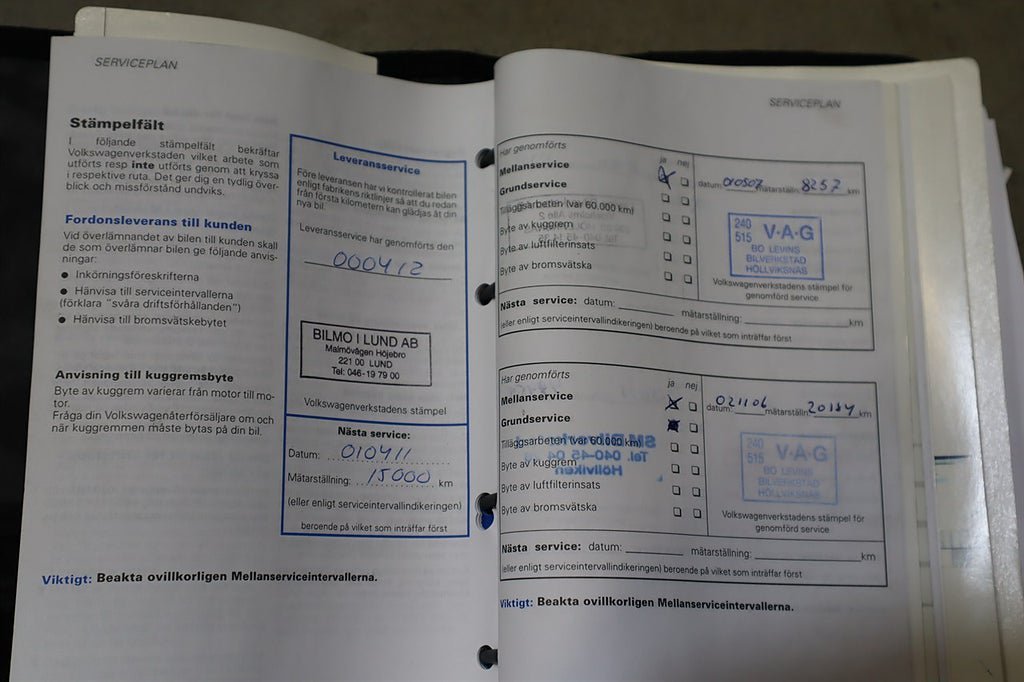 SERVICEPLAN
Stämpelfält
I följande stämpelfält bekräftar
Volkswagenverkstaden vilket arbete som
utförts resp inte utförts genom att kryssa
i respektive ruta. Det ger dig en tydlig över-
blick och missförstånd undviks.
Fordonsleverans till kunden
Vid överlämnandet av bilen till kunden skall
de som överlämnar bilen ge följande anvis-
ningar:
● Inkörningsföreskrifterna
● Hänvisa till serviceintervallerna
(förklara "svåra driftsförhållanden")
● Hänvisa till bromsvätskebytet
Anvisning till kuggremsbyte
Byte av kuggrem varierar från motor till mo-
tor.
Fråga din Volkswagenåterförsäljare om och
när kuggremmen måste bytas på din bil.
Viktigt: Beakta ovillkorligen Mellanserviceintervallerna.
Leveransservice
Före leveransen har vi kontrollerat bilen
enligt fabrikens riktlinjer så att du redan
från första kilometern kan glädjas åt din
nya bil.
Leveransservice har genomförts den
000412
BILMO I LUND AB
Malmövägen Höjebro
221 00 LUND
Tel: 046-19 79 00
Volkswagenverkstadens stämpel
Nästa service:
Datum: 010411
Mätarställning: 15000 km
(eller enligt serviceintervallindikeringen)
beroende på vilket som inträffar först
SERVICEPLAN
Har genomförts
ja nej
Mellanservice
Grundservice
Tilläggsarbeten (var 60.000 km)
Byte av kuggrem
Byte av luftfilterinsats
Byte av bromsvätska
datum: 010507 mätarställn: 8257 km
240 515 V·A·G
BO LEVINS
BILVERKSTAD
HÖLLVIKSNÄS
Volkswagenverkstadens stämpel för
genomförd service
Nästa service: datum: mätarställning: km
(eller enligt serviceintervallindikeringen) beroende på vilket som inträffar först
Har genomförts
ja nej
Mellanservice
Grundservice
Tilläggsarbeten (var 60.000 km)
Byte av kuggrem
Byte av luftfilterinsats
Byte av bromsvätska
datum: 021106 mätarställn: km
240 515 V·A·G
BO LEVINS
BILVERKSTAD
HÖLLVIKSNÄS
Volkswagenverkstadens stämpel för
genomförd service
Nästa service: datum: mätarställning: km
(eller enligt serviceintervallindikeringen) beroende på vilket som inträffar först
Viktigt: Beakta ovillkorligen Mellanserviceintervallerna.